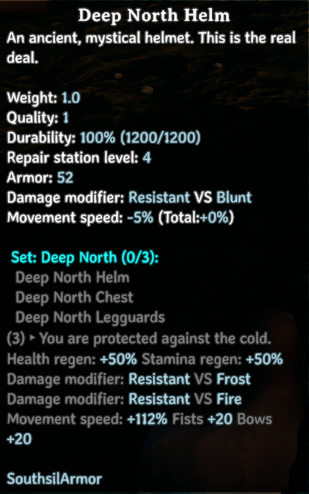 Deep North Helm
An ancient, mystical helmet. This is the real
deal.
Weight: 1.0
Quality: 1
Durability: 100% (1200/1200)
Repair station level: 4
Armor: 52
Damage modifier: Resistant VS Blunt
Movement speed: -5% (Total:+0%)
Set: Deep North (0/3):
Deep North Helm
Deep North Chest
Deep North Legguards
(3) ‣ You are protected against the cold.
Health regen: +50% Stamina regen: +50%
Damage modifier: Resistant VS Frost
Damage modifier: Resistant VS Fire
Movement speed: +112% Fists +20 Bows
+20
SouthsilArmor